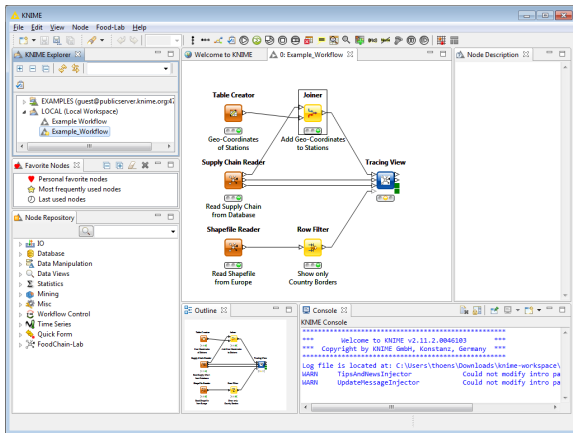 KNIME
File Edit View Node Food-Lab Help
KNIME Explorer
EXAMPLES (guest@publicserver.knime.org:47
LOCAL (Local Workspace)
Example Workflow
Example_Workflow
Favorite Nodes
Personal favorite nodes
Most frequently used nodes
Last used nodes
Node Repository
IO
Database
Data Manipulation
Data Views
Statistics
Mining
Misc
Workflow Control
Time Series
Quick Form
FoodChain-Lab
Welcome to KNIME
0: Example_Workflow
Table Creator
Joiner
Geo-Coordinates
of Stations
Add Geo-Coordinates
to Stations
Supply Chain Reader
Tracing View
Read Supply Chain
from Database
Shapefile Reader
Row Filter
Read Shapefile
from Europe
Show only
Country Borders
Node Description
Outline
Console
KNIME Console
*** Welcome to KNIME v2.11.2.0046103 ***
*** Copyright by KNIME GmbH, Konstanz, Germany ***
Log file is located at: C:\Users\thoens\Downloads\knime-workspace\
WARN TipsAndNewsInjector Could not modify intro pa
WARN UpdateMessageInjector Could not modify intro pa